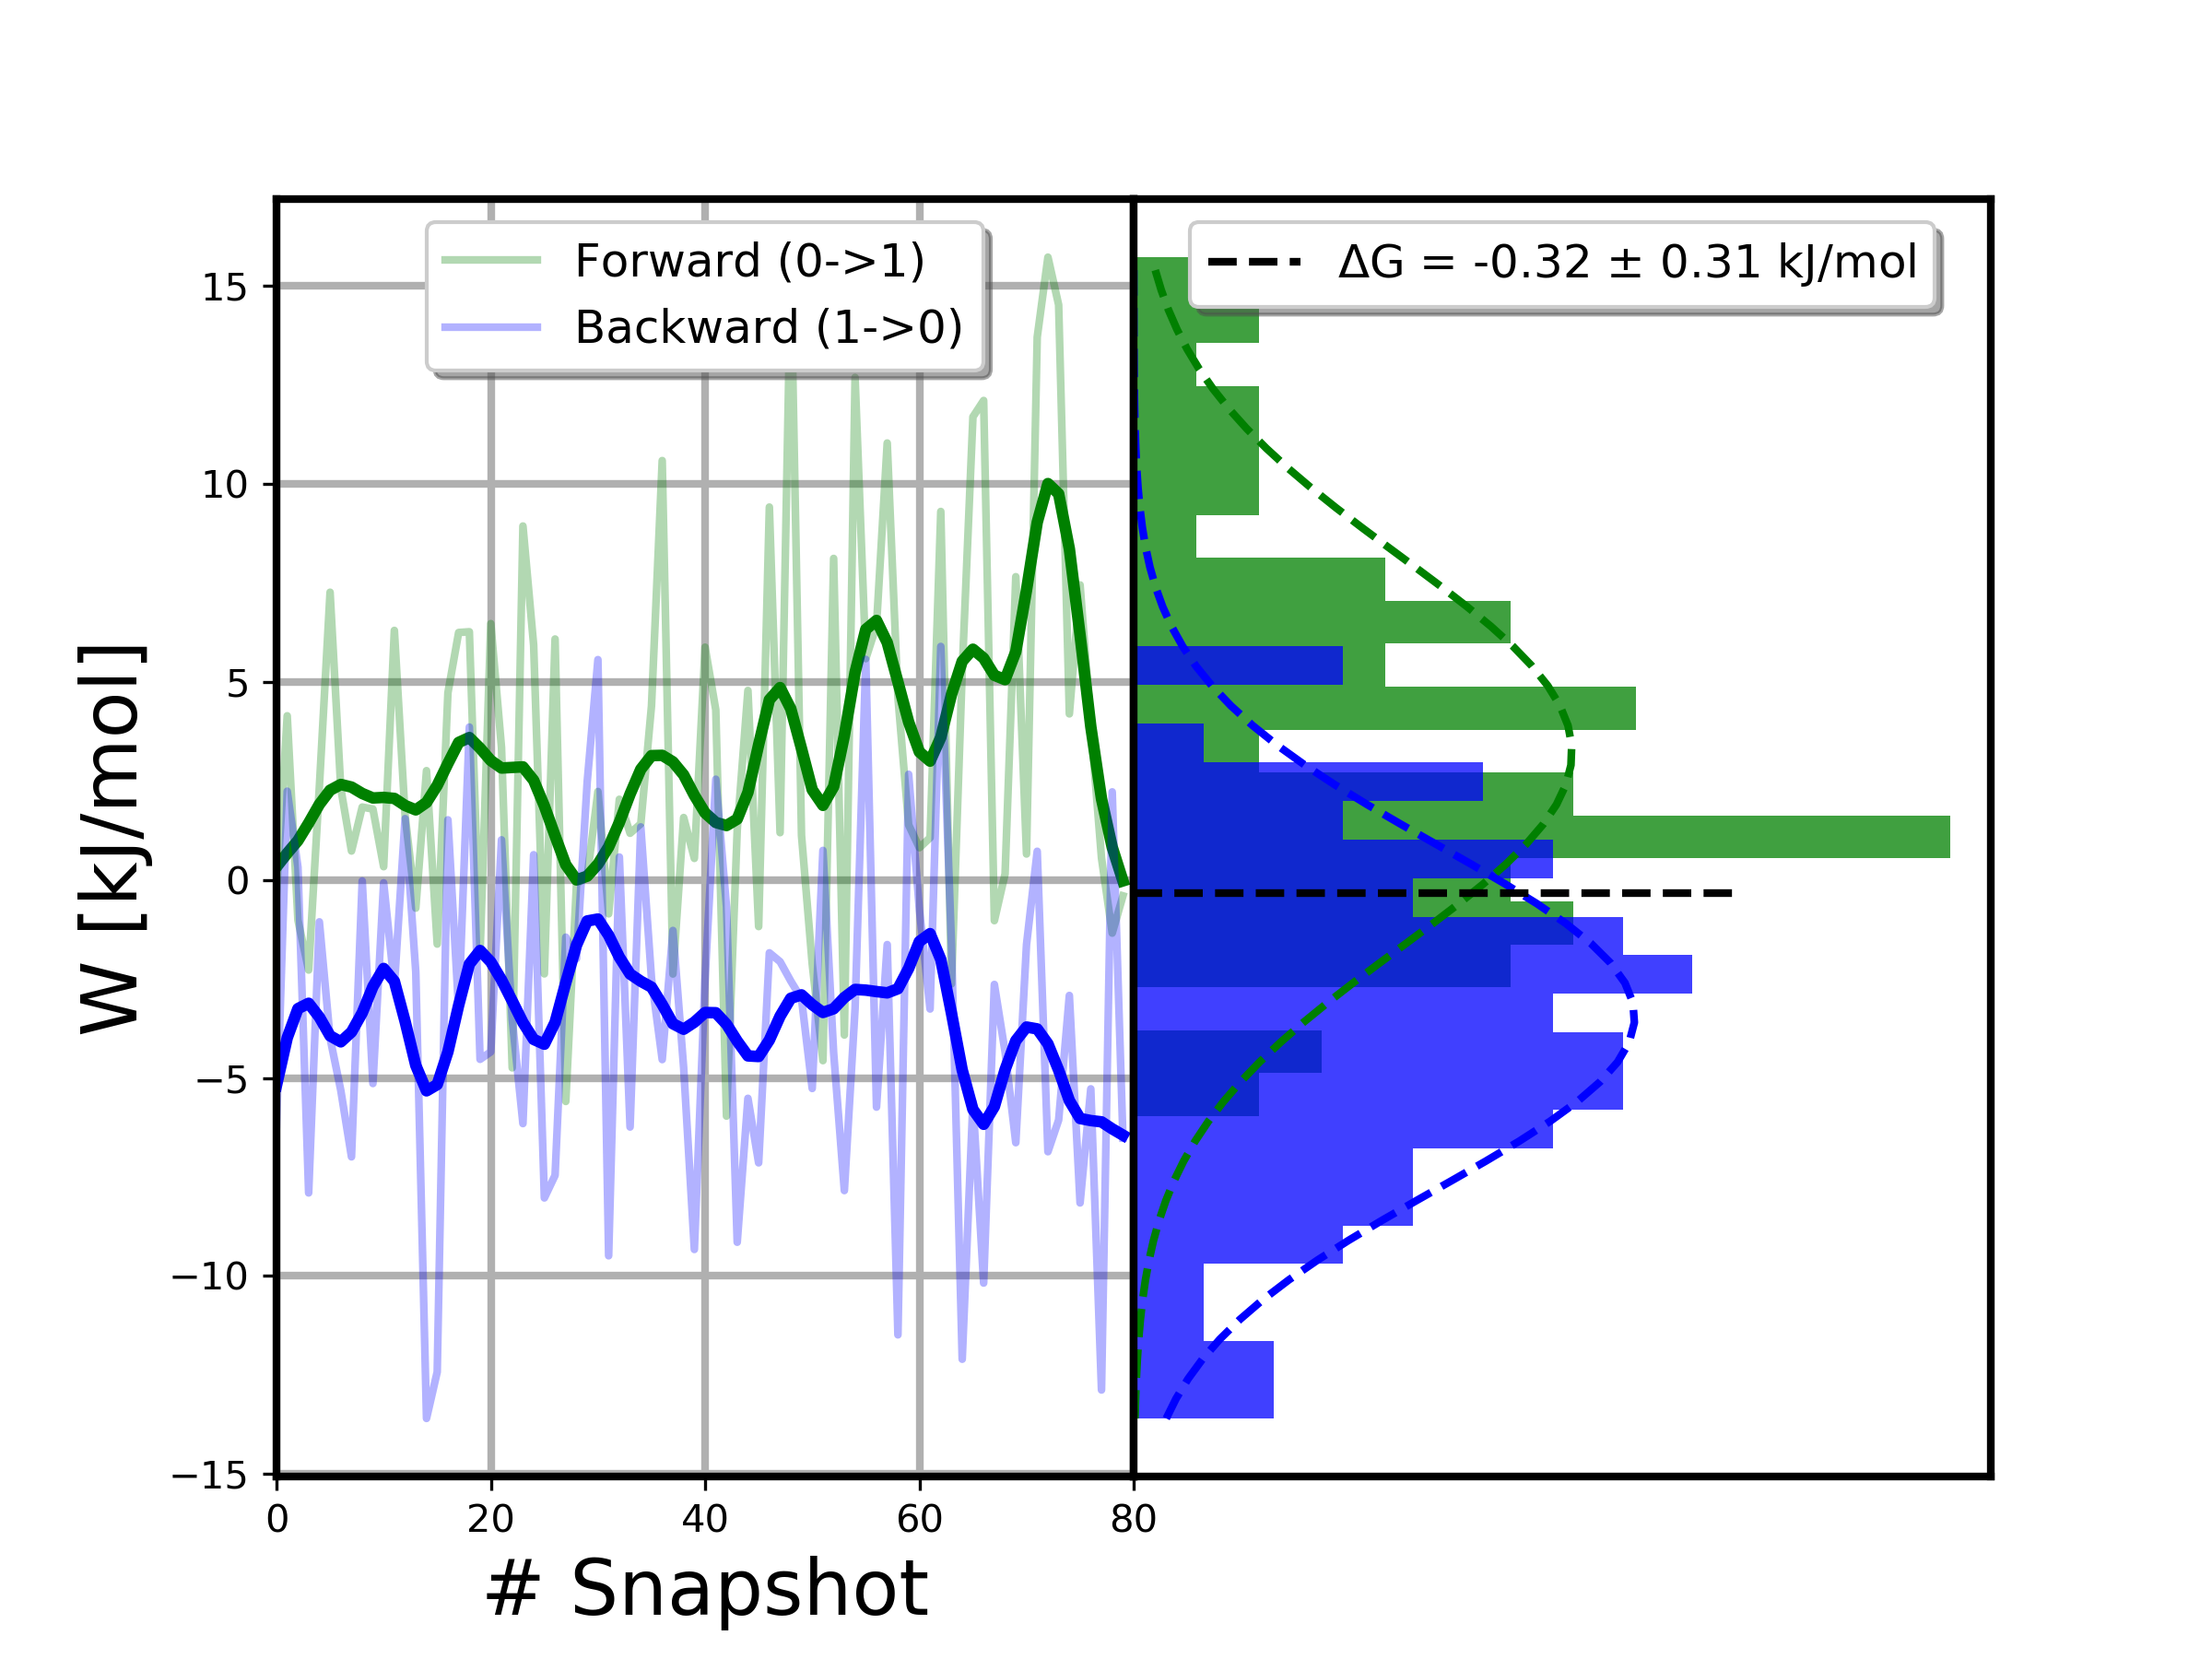 Forward (0->1)
Backward (1->0)
ΔG = -0.32 ± 0.31 kJ/mol
W [kJ/mol]
15
10
5
0
−5
−10
−15
0 20 40 60 80
# Snapshot